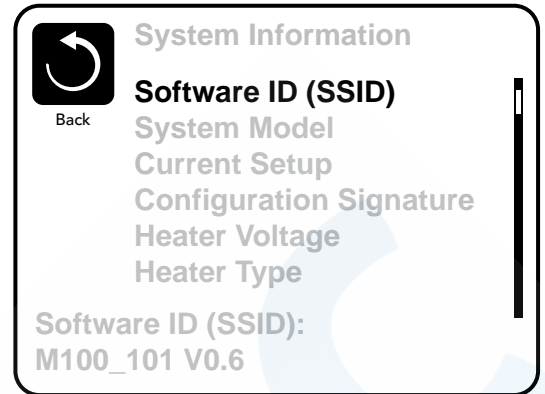 System Information
Back
Software ID (SSID)
System Model
Current Setup
Configuration Signature
Heater Voltage
Heater Type
Software ID (SSID):
M100_101 V0.6